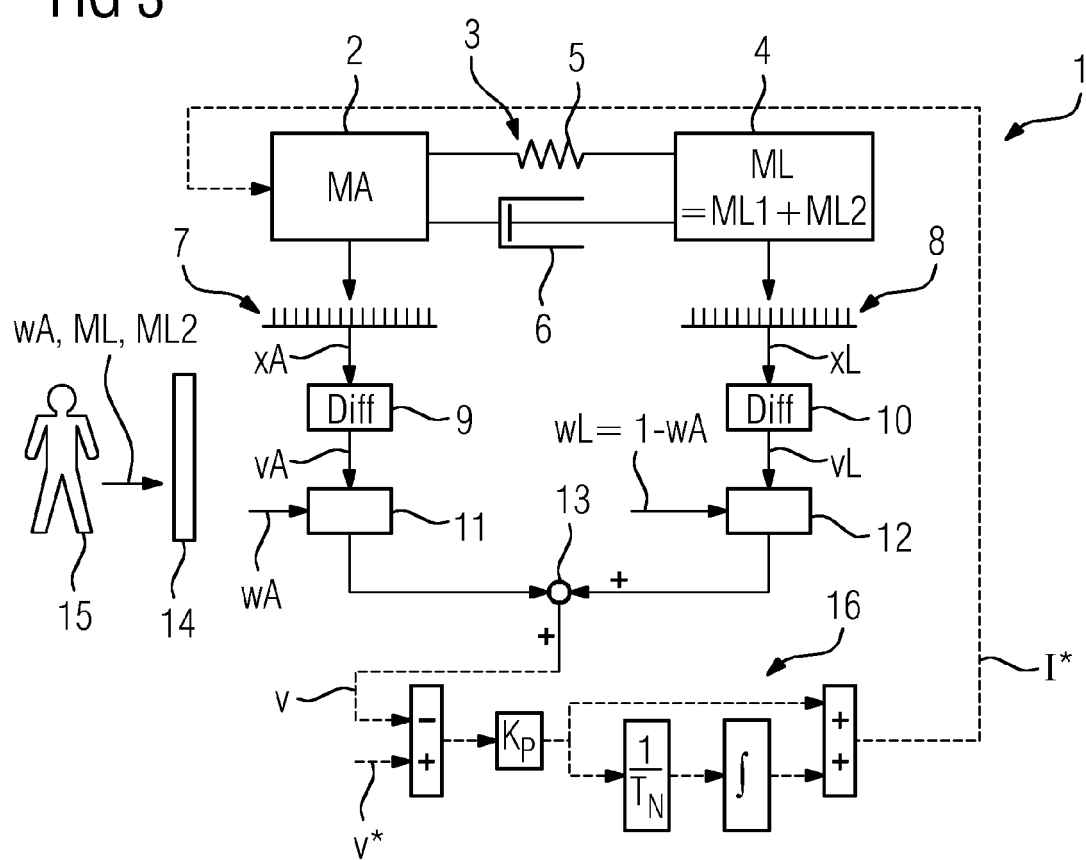 FIG 3
2
3
5
4
1
MA
ML
=ML1+ML2
7
6
8
wA, ML, ML2
xA
xL
Diff
9
Diff
10
wL= 1-wA
vA
vL
11
13
12
wA
+
+
15
14
16
v
I*
-
+
KP
1
TN
∫
+
+
v*